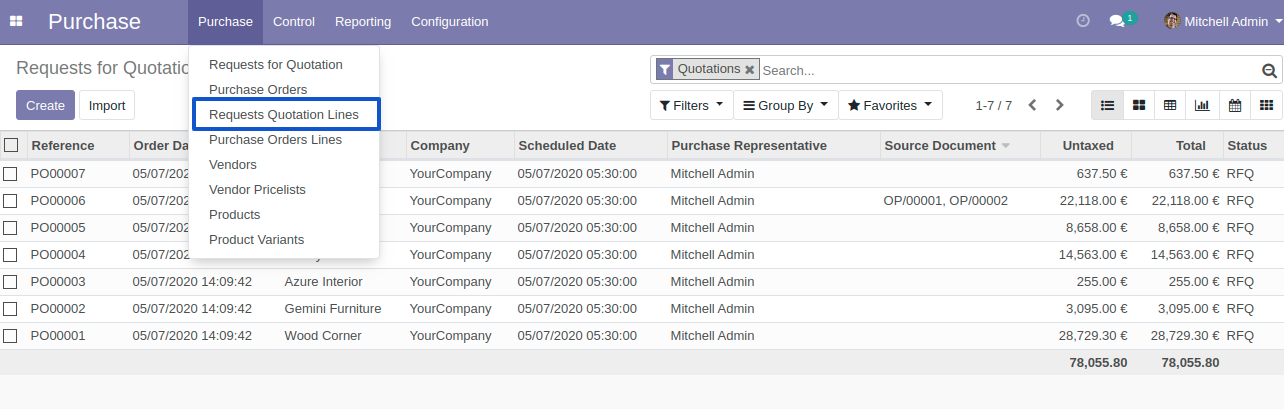 Purchase Purchase Control Reporting Configuration 1 Mitchell Admin
Requests for Quotatio Quotations Search...
Create Import Filters Group By Favorites 1-7 / 7
Requests for Quotation
Purchase Orders
Requests Quotation Lines
Purchase Orders Lines
Vendors
Vendor Pricelists
Products
Product Variants
Reference Order Da Company Scheduled Date Purchase Representative Source Document Untaxed Total Status
PO00007 05/07/202 YourCompany 05/07/2020 05:30:00 Mitchell Admin 637.50 € 637.50 € RFQ
PO00006 05/07/202 YourCompany 05/07/2020 05:30:00 Mitchell Admin OP/00001, OP/00002 22,118.00 € 22,118.00 € RFQ
PO00005 05/07/202 YourCompany 05/07/2020 05:30:00 Mitchell Admin 8,658.00 € 8,658.00 € RFQ
PO00004 05/07/202 YourCompany 05/07/2020 05:30:00 Mitchell Admin 14,563.00 € 14,563.00 € RFQ
PO00003 05/07/2020 14:09:42 Azure Interior YourCompany 05/07/2020 05:30:00 Mitchell Admin 255.00 € 255.00 € RFQ
PO00002 05/07/2020 14:09:42 Gemini Furniture YourCompany 05/07/2020 05:30:00 Mitchell Admin 3,095.00 € 3,095.00 € RFQ
PO00001 05/07/2020 14:09:42 Wood Corner YourCompany 05/07/2020 05:30:00 Mitchell Admin 28,729.30 € 28,729.30 € RFQ
78,055.80 78,055.80